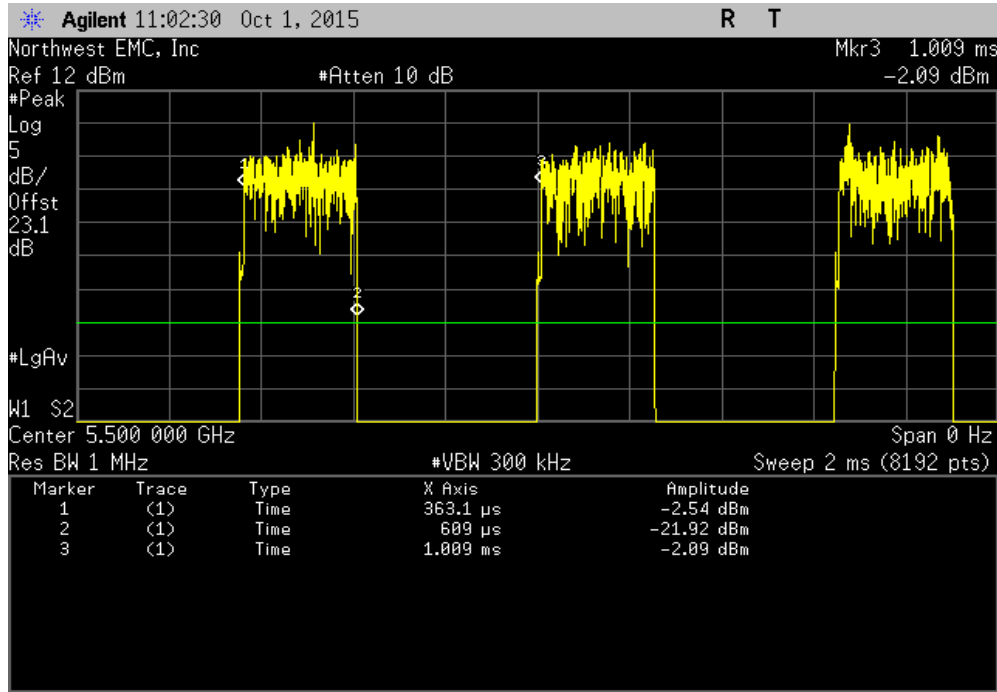 Agilent 11:02:30 Oct 1, 2015 R T
Northwest EMC, Inc Mkr3 1.009 ms
Ref 12 dBm #Atten 10 dB -2.09 dBm
#Peak
Log
5
dB/
Offst
23.1
dB
1
3
2
#LgAv
W1 S2
Center 5.500 000 GHz Span 0 Hz
Res BW 1 MHz #VBW 300 kHz Sweep 2 ms (8192 pts)
Marker Trace Type X Axis Amplitude
1 (1) Time 363.1 µs -2.54 dBm
2 (1) Time 609 µs -21.92 dBm
3 (1) Time 1.009 ms -2.09 dBm